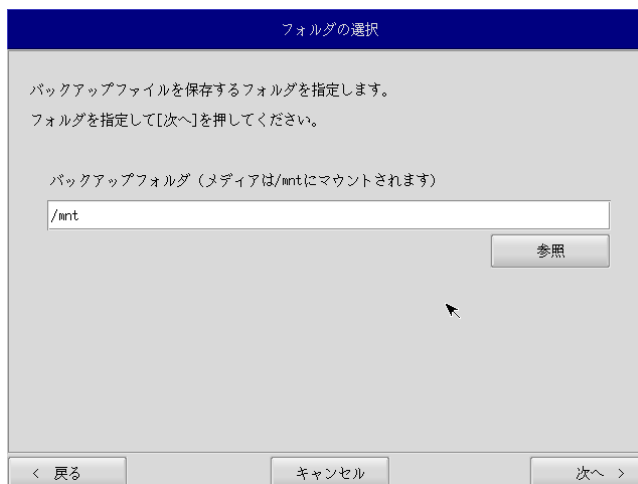 フォルダの選択
バックアップファイルを保存するフォルダを指定します。
フォルダを指定して[次へ]を押してください。
バックアップフォルダ（メディアは/mntにマウントされます）
/mnt
参照
< 戻る
キャンセル
次へ >